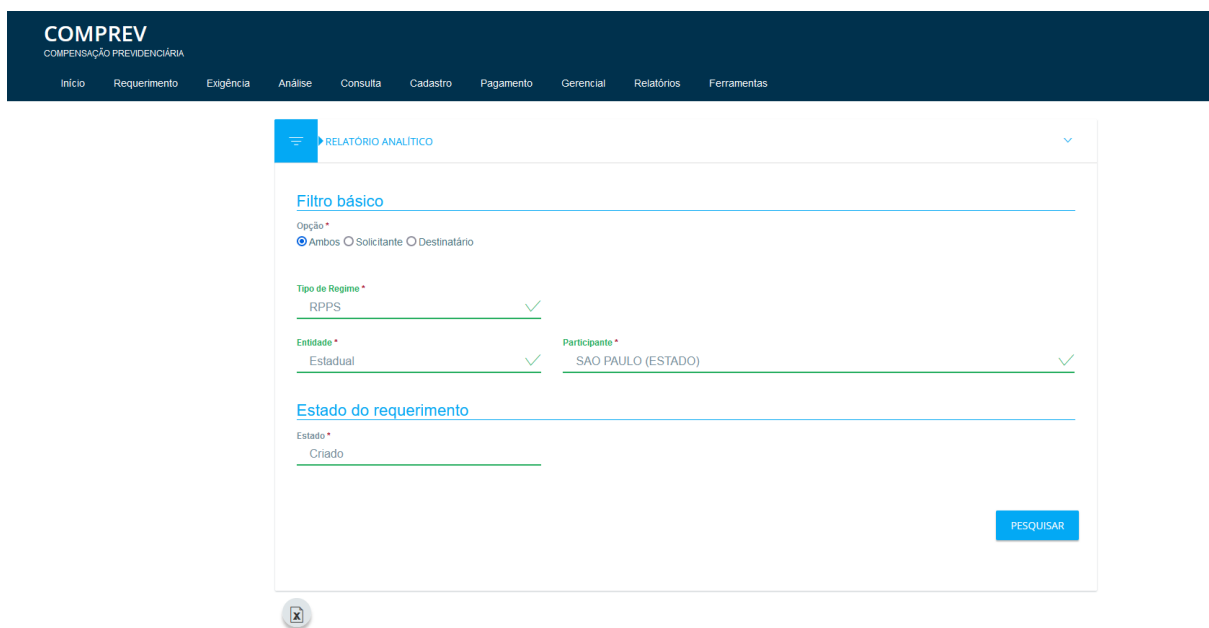 COMPREV
COMPENSAÇÃO PREVIDENCIÁRIA
Início Requerimento Exigência Análise Consulta Cadastro Pagamento Gerencial Relatórios Ferramentas
RELATÓRIO ANALÍTICO
Filtro básico
Opção *
Ambos Solicitante Destinatário
Tipo de Regime *
RPPS
Entidade * Participante *
Estadual SAO PAULO (ESTADO)
Estado do requerimento
Estado *
Criado
PESQUISAR